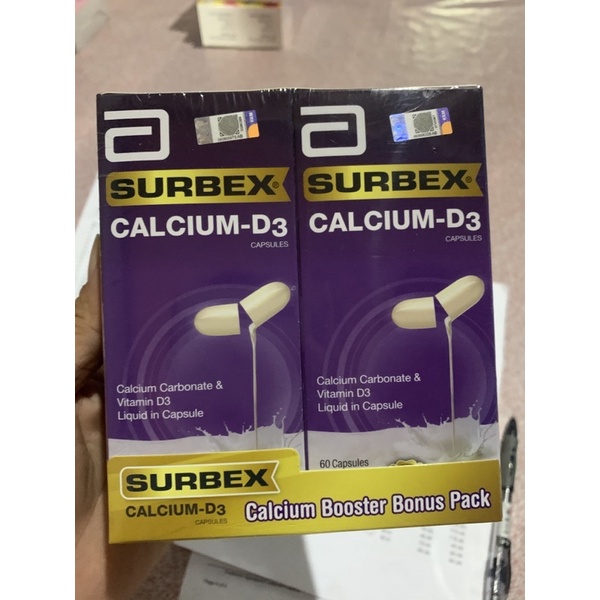 SURBEX®
CALCIUM-D3
CAPSULES
Calcium Carbonate &
Vitamin D3
Liquid in Capsule
SURBEX®
CALCIUM-D3
CAPSULES
Calcium Carbonate &
Vitamin D3
Liquid in Capsule
60 Capsules
SURBEX
CALCIUM-D3
CAPSULES
Calcium Booster Bonus Pack